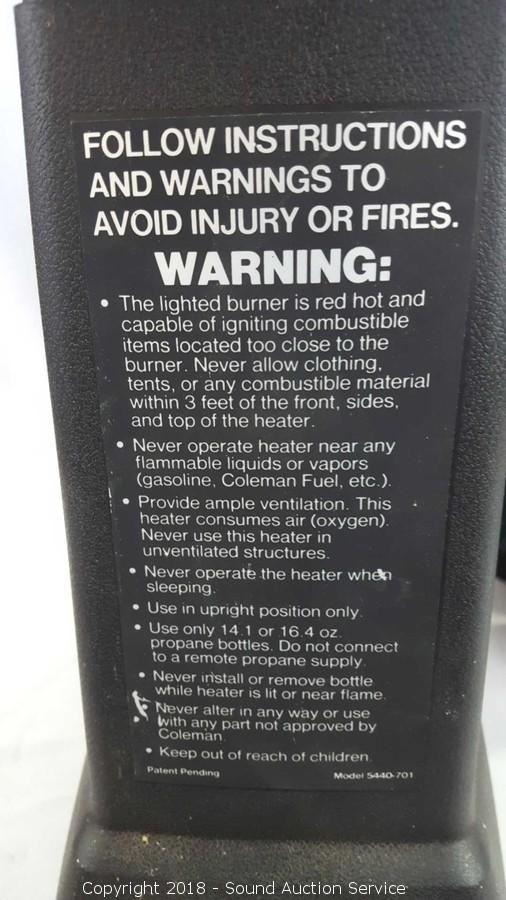 FOLLOW INSTRUCTIONS
AND WARNINGS TO
AVOID INJURY OR FIRES.
WARNING:
• The lighted burner is red hot and
capable of igniting combustible
items located too close to the
burner. Never allow clothing,
tents, or any combustible material
within 3 feet of the front, sides,
and top of the heater.
• Never operate heater near any
flammable liquids or vapors
(gasoline, Coleman Fuel, etc.).
• Provide ample ventilation. This
heater consumes air (oxygen).
Never use this heater in
unventilated structures.
• Never operate the heater when
sleeping.
• Use in upright position only.
• Use only 14.1 or 16.4 oz.
propane bottles. Do not connect
to a remote propane supply.
• Never install or remove bottle
while heater is lit or near flame.
Never alter in any way or use
with any part not approved by
Coleman.
• Keep out of reach of children.
Patent Pending Model 5440-701
Copyright 2018 - Sound Auction Service